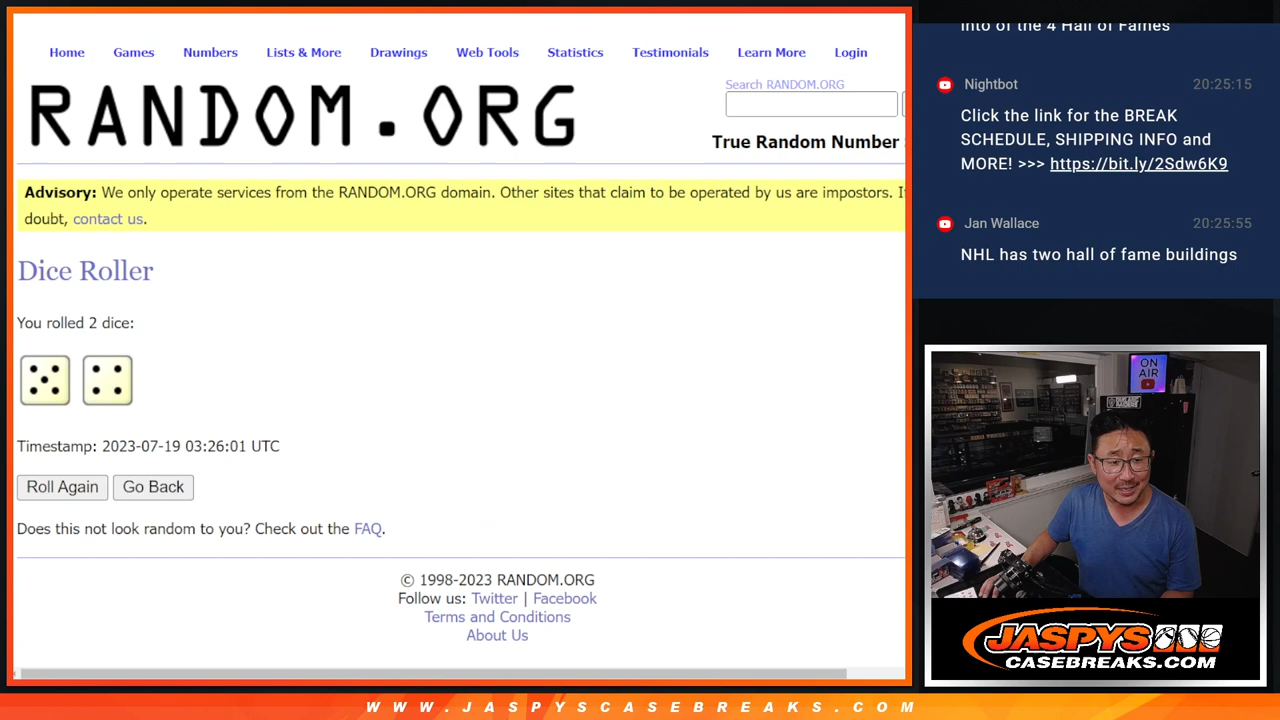 Home Games Numbers Lists & More Drawings Web Tools Statistics Testimonials Learn More Login
RANDOM.ORG
Search RANDOM.ORG
True Random Number
Advisory: We only operate services from the RANDOM.ORG domain. Other sites that claim to be operated by us are impostors.
doubt, contact us.
Dice Roller
You rolled 2 dice:
Timestamp: 2023-07-19 03:26:01 UTC
Roll Again Go Back
Does this not look random to you? Check out the FAQ.
© 1998-2023 RANDOM.ORG
Follow us: Twitter | Facebook
Terms and Conditions
About Us
into of the 4 Hall of Fames
Nightbot 20:25:15
Click the link for the BREAK
SCHEDULE, SHIPPING INFO and
MORE! >>> https://bit.ly/2Sdw6K9
Jan Wallace 20:25:55
NHL has two hall of fame buildings
ON
AIR
JASPYS
CASEBREAKS.COM
WWW.JASPYSCASEBREAKS.COM